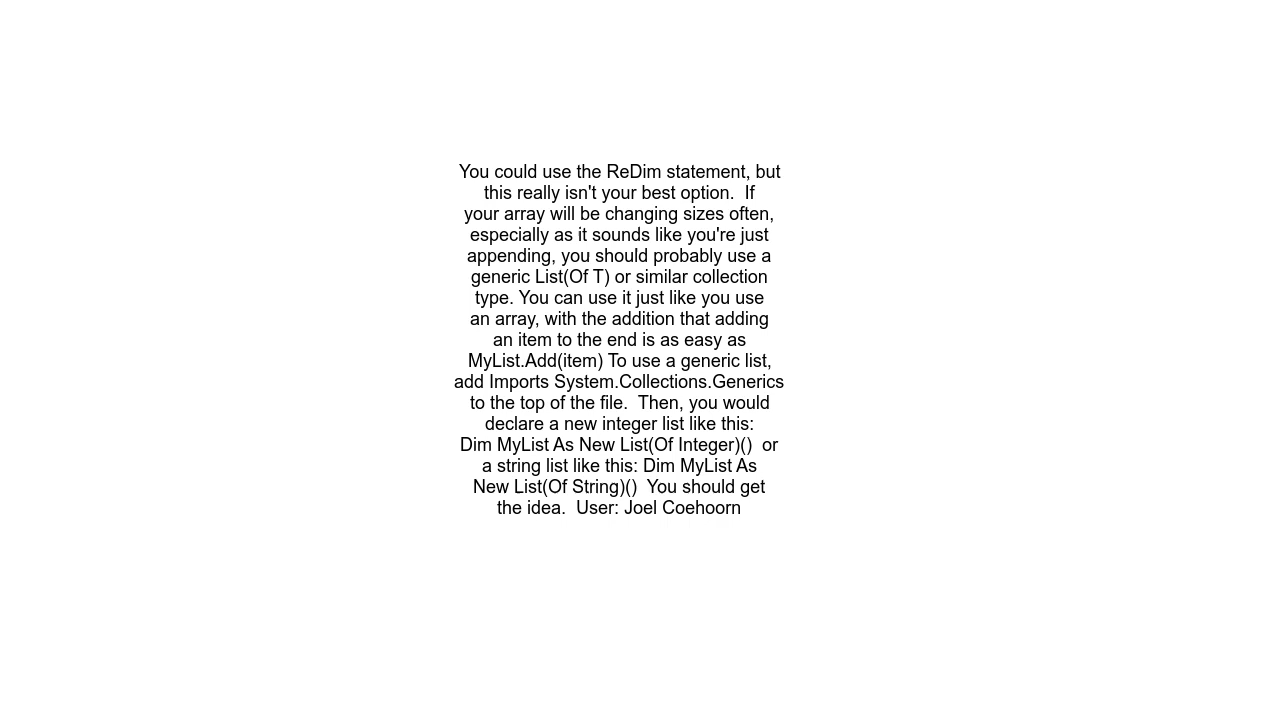 You could use the ReDim statement, but
this really isn't your best option.  If
your array will be changing sizes often,
especially as it sounds like you're just
appending, you should probably use a
generic List(Of T) or similar collection
type. You can use it just like you use
an array, with the addition that adding
an item to the end is as easy as
MyList.Add(item) To use a generic list,
add Imports System.Collections.Generics
to the top of the file.  Then, you would
declare a new integer list like this:
Dim MyList As New List(Of Integer)()  or
a string list like this: Dim MyList As
New List(Of String)()  You should get
the idea.  User: Joel Coehoorn